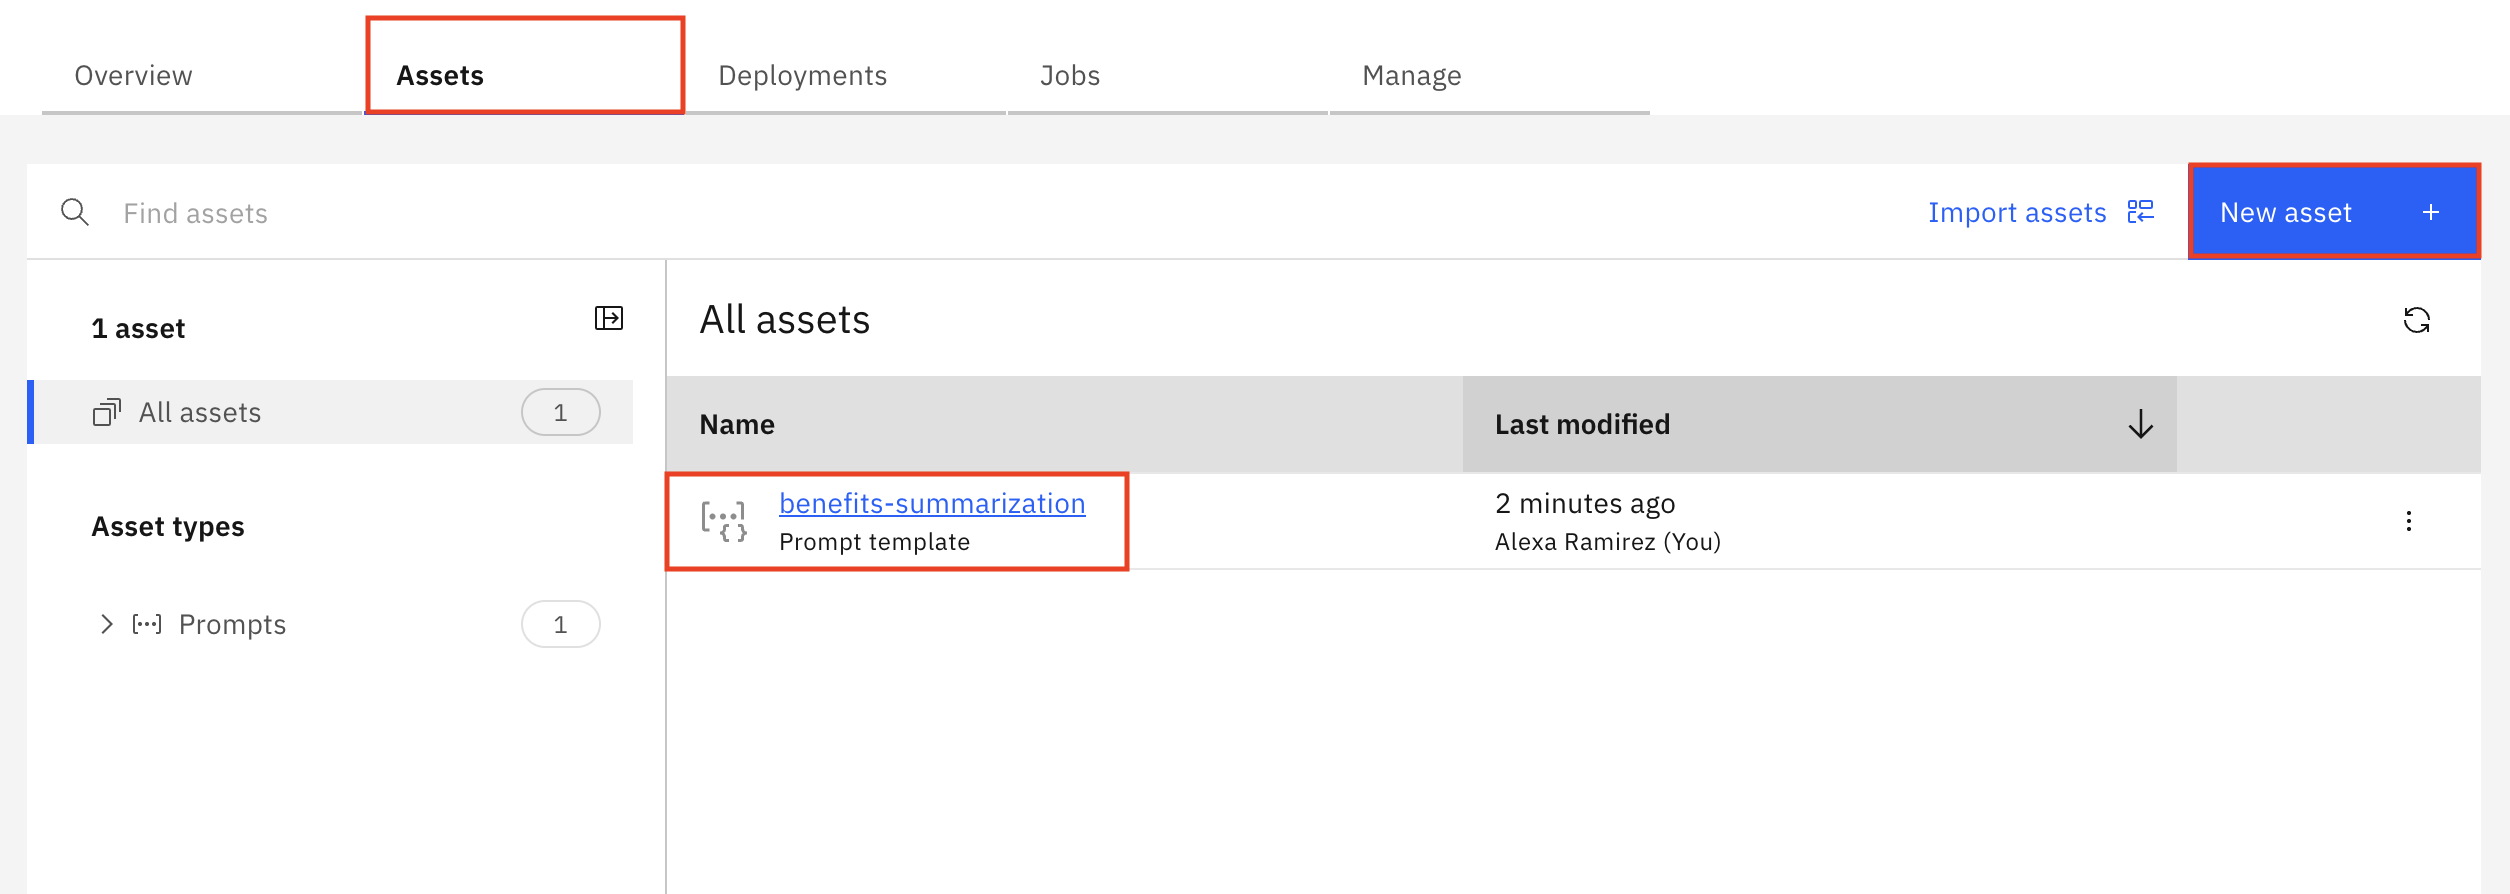 Overview
Assets
Deployments
Jobs
Manage
Find assets
Import assets
New asset +
1 asset
All assets 1
Asset types
Prompts 1
All assets
Name
Last modified
benefits-summarization
Prompt template
2 minutes ago
Alexa Ramirez (You)